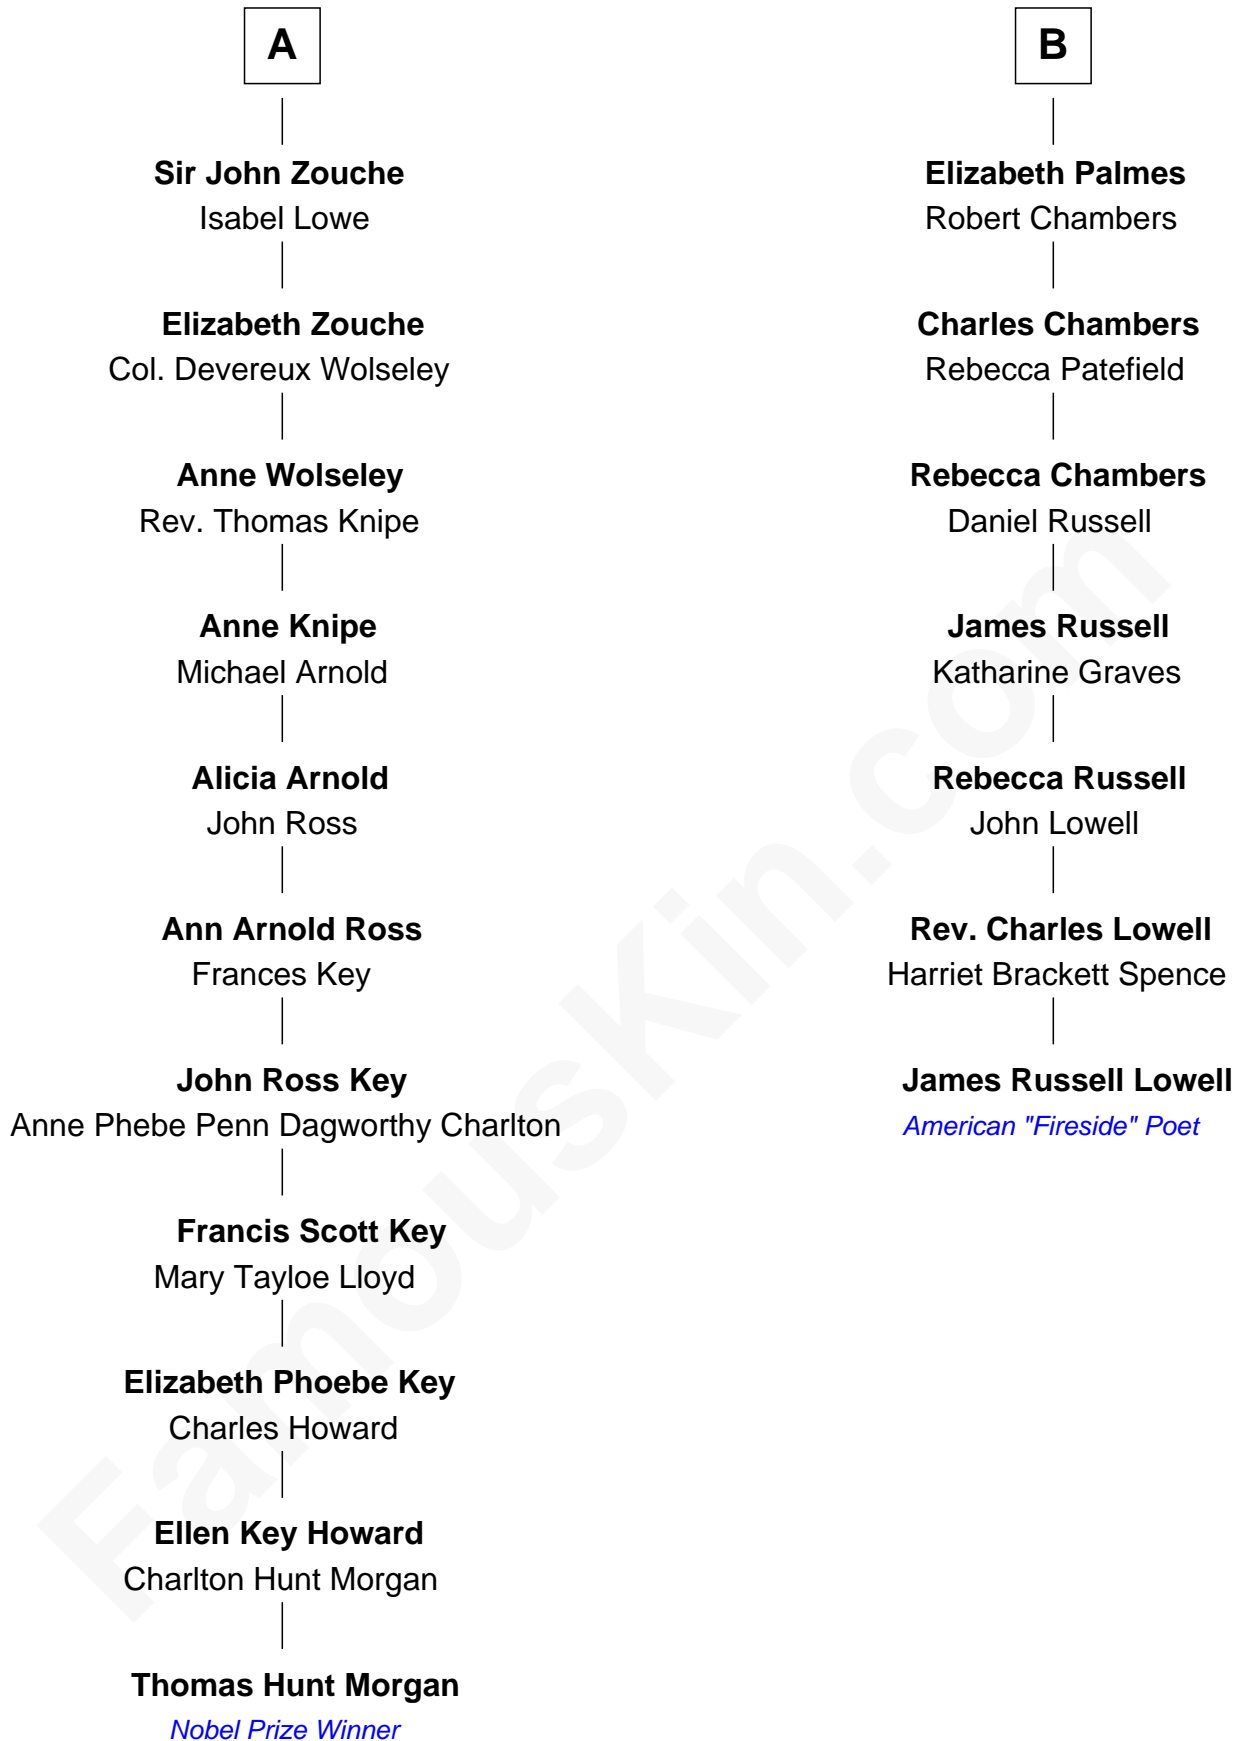 A
Sir John Zouche
Isabel Lowe
Elizabeth Zouche
Col. Devereux Wolseley
Anne Wolseley
Rev. Thomas Knipe
Anne Knipe
Michael Arnold
Alicia Arnold
John Ross
Ann Arnold Ross
Frances Key
John Ross Key
Anne Phebe Penn Dagworthy Charlton
Francis Scott Key
Mary Tayloe Lloyd
Elizabeth Phoebe Key
Charles Howard
Ellen Key Howard
Charlton Hunt Morgan
Thomas Hunt Morgan
Nobel Prize Winner
B
Elizabeth Palmes
Robert Chambers
Charles Chambers
Rebecca Patefield
Rebecca Chambers
Daniel Russell
James Russell
Katharine Graves
Rebecca Russell
John Lowell
Rev. Charles Lowell
Harriet Brackett Spence
James Russell Lowell
American "Fireside" Poet
FamousKin.com